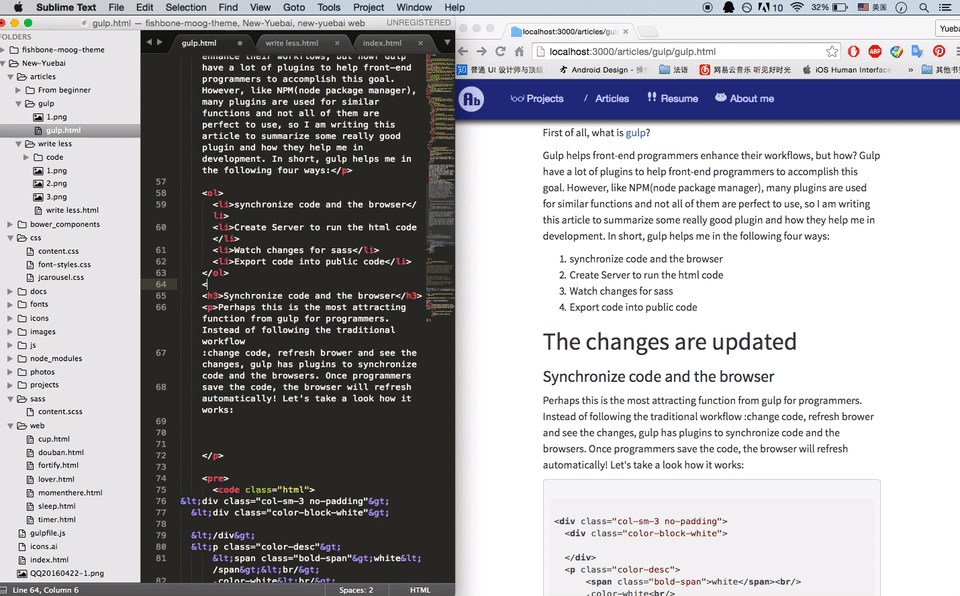 Sublime Text File Edit Selection Find View Goto Tools Project Window Help 10 32% 美国
gulp.html — fishbone-moog-theme, New-Yuebai, new-yuebai web UNREGISTERED
FOLDERS
fishbone-moog-theme
New-Yuebai
articles
From beginner
gulp
1.png
gulp.html
write less
code
1.png
2.png
3.png
write less.html
bower_components
css
content.css
font-styles.css
jcarousel.css
docs
fonts
icons
images
js
node_modules
photos
projects
sass
content.scss
web
cup.html
douban.html
fortify.html
lover.html
momenthere.html
sleep.html
timer.html
gulpfile.js
icons.ai
index.html
QQ20160422-1.png
gulp.html write less.html index.html
enhance their workflows, but how? Gulp
have a lot of plugins to help front-end
programmers to accomplish this goal.
However, like NPM(node package manager),
many plugins are used for similar
functions and not all of them are
perfect to use, so I am writing this
article to summarize some really good
plugin and how they help me in
development. In short, gulp helps me in
the following four ways:</p>
57
58 <ol>
59 <li>synchronize code and the browser</
li>
60 <li>Create Server to run the html code
</li>
61 <li>Watch changes for sass</li>
62 <li>Export code into public code</li>
63 </ol>
64 <
65 <h3>Synchronize code and the browser</h3>
66 <p>Perhaps this is the most attracting
function from gulp for programmers.
Instead of following the traditional
workflow
67 :change code, refresh brower and see the
changes, gulp has plugins to synchronize
code and the browsers. Once programmers
68 save the code, the browser will refresh
automatically! Let's take a look how it
works:
69
70
71
72 </p>
73
74 <pre>
75 <code class="html">
76 &lt;div class="col-sm-3 no-padding"&gt;
77 &lt;div class="color-block-white"&gt;
78
79 &lt;/div&gt;
80 &lt;p class="color-desc"&gt;
81 &lt;span class="bold-span"&gt;white&lt;
/span&gt;&lt;br/&gt;
82 .color-white&lt;br/&gt;
Line 64, Column 6 Spaces: 2 HTML
localhost:3000/articles/gul
Yueba
localhost:3000/articles/gulp/gulp.html
普通 UI 设计师与顶级 Android Design - 法语 网易云音乐 听见好时光 iOS Human Interface » 其他书
Ab Projects / Articles Resume About me
First of all, what is gulp?
Gulp helps front-end programmers enhance their workflows, but how? Gulp
have a lot of plugins to help front-end programmers to accomplish this
goal. However, like NPM(node package manager), many plugins are used
for similar functions and not all of them are perfect to use, so I am writing
this article to summarize some really good plugin and how they help me in
development. In short, gulp helps me in the following four ways:
1. synchronize code and the browser
2. Create Server to run the html code
3. Watch changes for sass
4. Export code into public code
The changes are updated
Synchronize code and the browser
Perhaps this is the most attracting function from gulp for programmers.
Instead of following the traditional workflow :change code, refresh brower
and see the changes, gulp has plugins to synchronize code and the
browsers. Once programmers save the code, the browser will refresh
automatically! Let's take a look how it works:
<div class="col-sm-3 no-padding">
<div class="color-block-white">
</div>
<p class="color-desc">
<span class="bold-span">white</span><br/>
.color-white<br/>